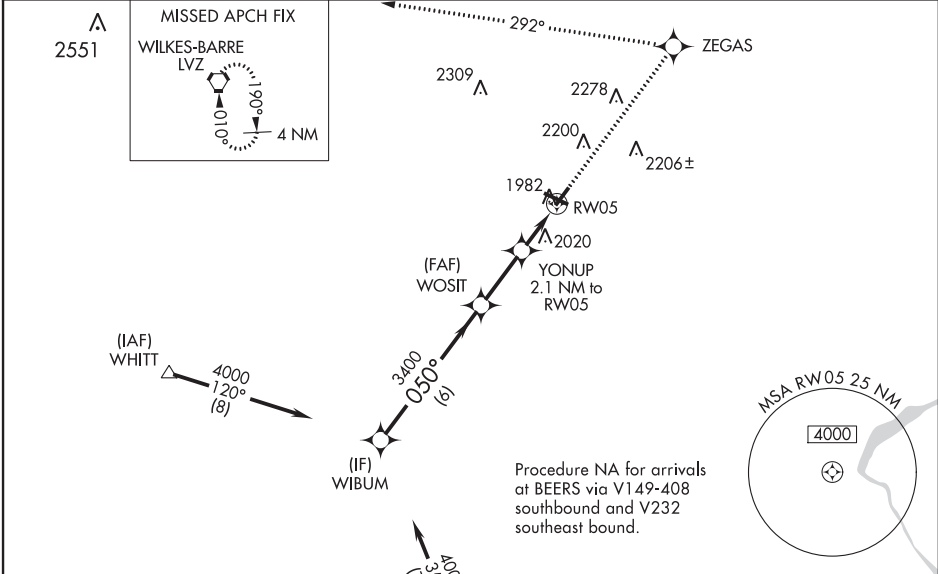 2551
MISSED APCH FIX
WILKES-BARRE
LVZ
190°
010°
4 NM
292°
ZEGAS
2309
2278
2200
2206±
1982
RW05
2020
(FAF)
WOSIT
YONUP
2.1 NM to
RW05
(IAF)
WHITT
4000
120°
(8)
3400
050°
(6)
(IF)
WIBUM
MSA RW05 25 NM
4000
Procedure NA for arrivals
at BEERS via V149-408
southbound and V232
southeast bound.